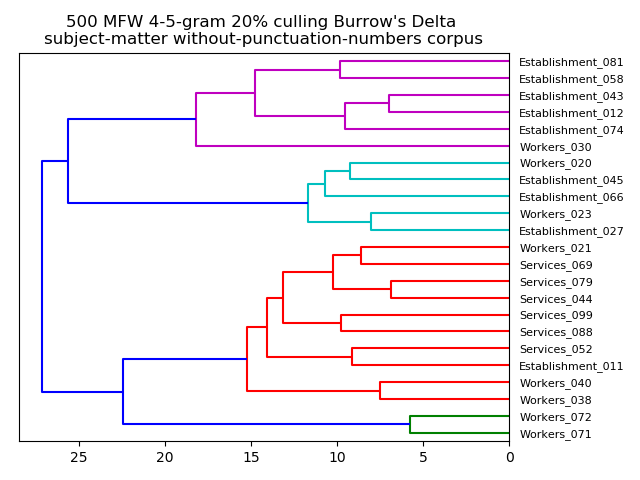 500 MFW 4-5-gram 20% culling Burrow's Delta
subject-matter without-punctuation-numbers corpus
Establishment_081
Establishment_058
Establishment_043
Establishment_012
Establishment_074
Workers_030
Workers_020
Establishment_045
Establishment_066
Workers_023
Establishment_027
Workers_021
Services_069
Services_079
Services_044
Services_099
Services_088
Services_052
Establishment_011
Workers_040
Workers_038
Workers_072
Workers_071
25 20 15 10 5 0